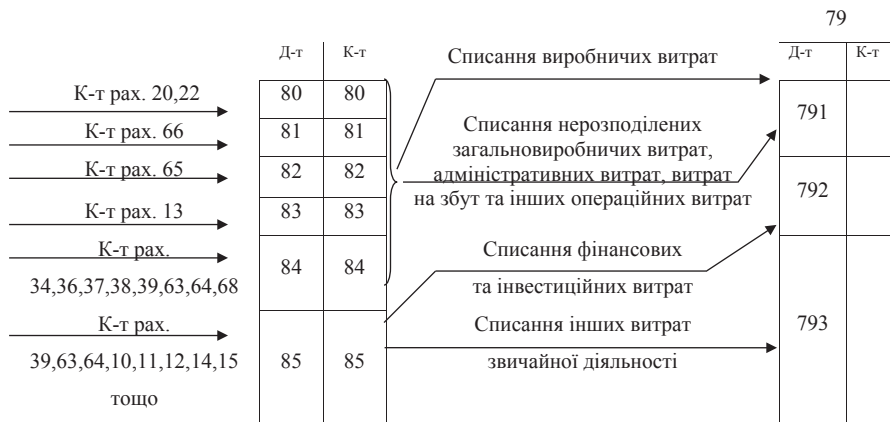 79
Д-т К-т Списання виробничих витрат Д-т К-т
К-т рах. 20,22 80 80
К-т рах. 66 81 81 Списання нерозподілених 791
загальновиробничих витрат,
К-т рах. 65 82 82 адміністративних витрат, витрат 792
К-т рах. 13 83 83 на збут та інших операційних витрат
К-т рах. 84 84 Списання фінансових
34,36,37,38,39,63,64,68 та інвестиційних витрат
К-т рах. Списання інших витрат 793
39,63,64,10,11,12,14,15 85 85 звичайної діяльності
тощо